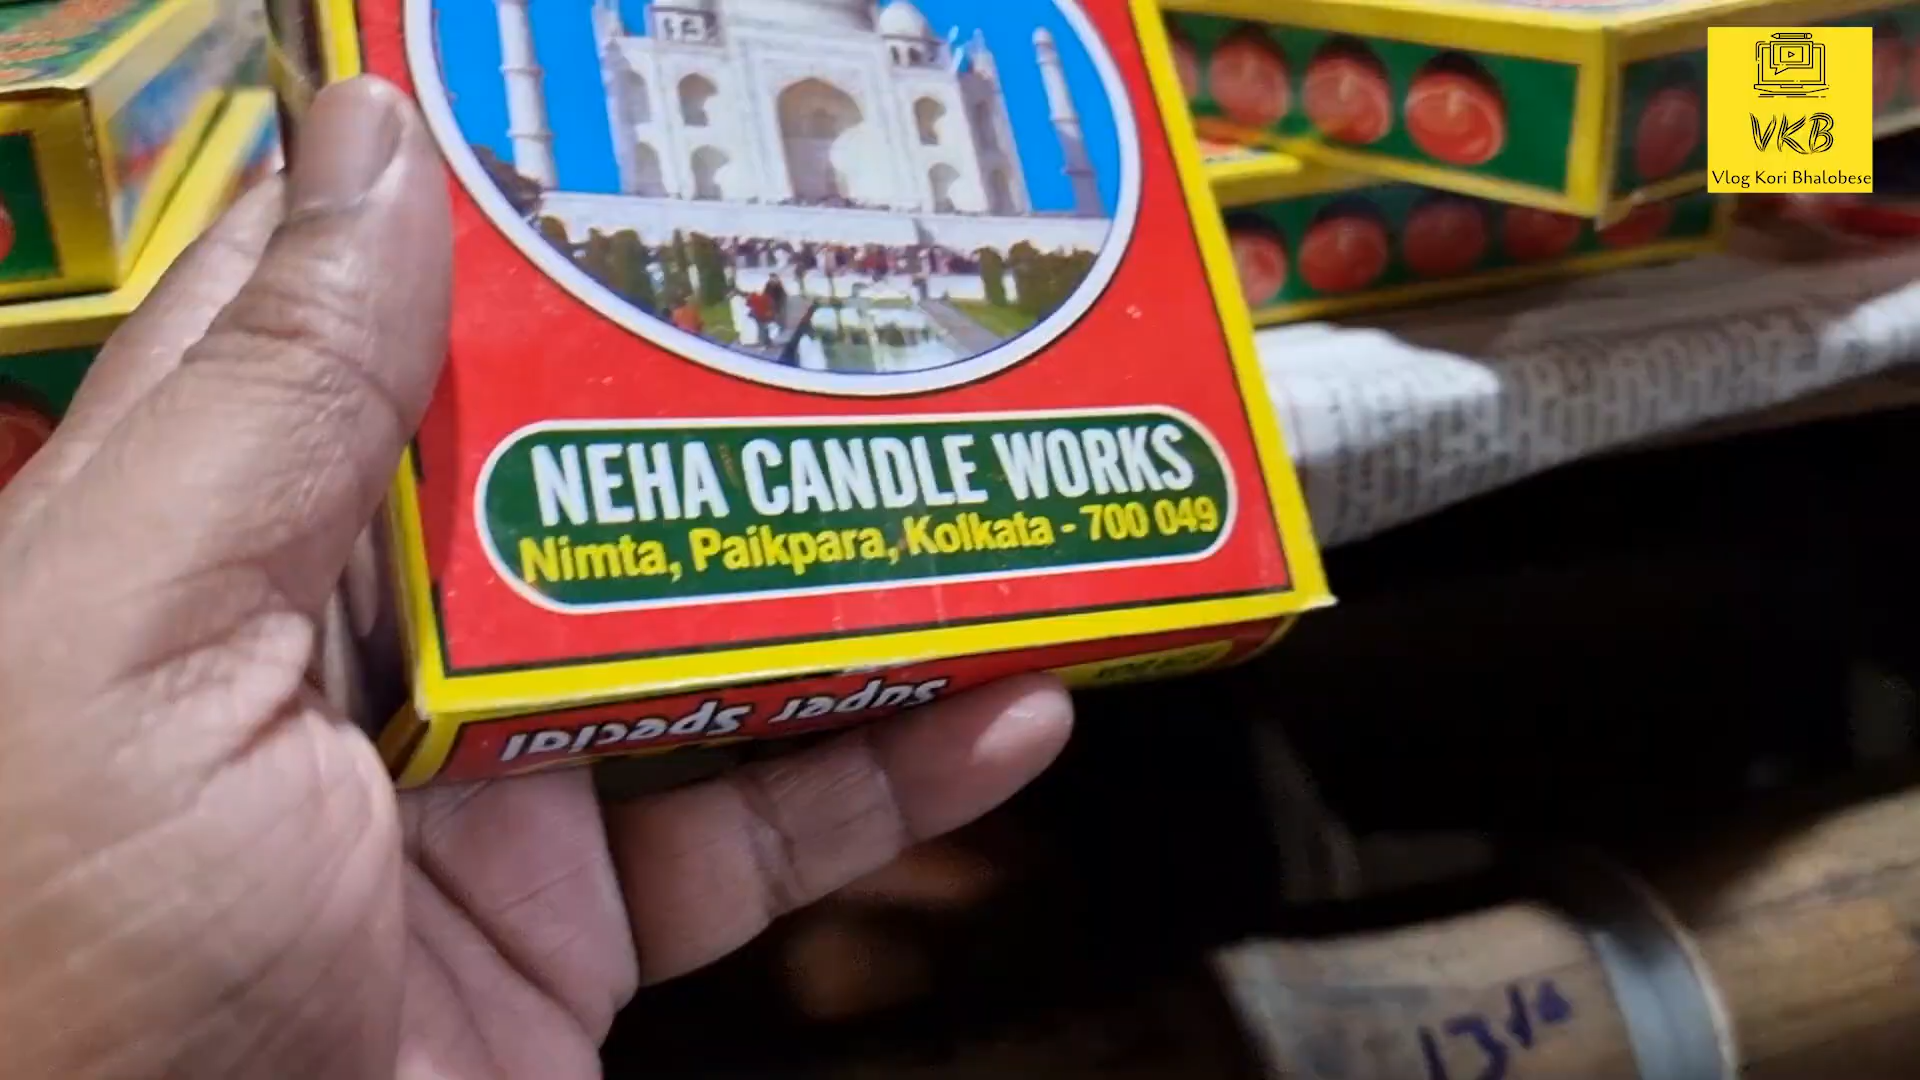 VKB
Vlog Kori Bhalobese
NEHA CANDLE WORKS
Nimta, Paikpara, Kolkata - 700 049
super special